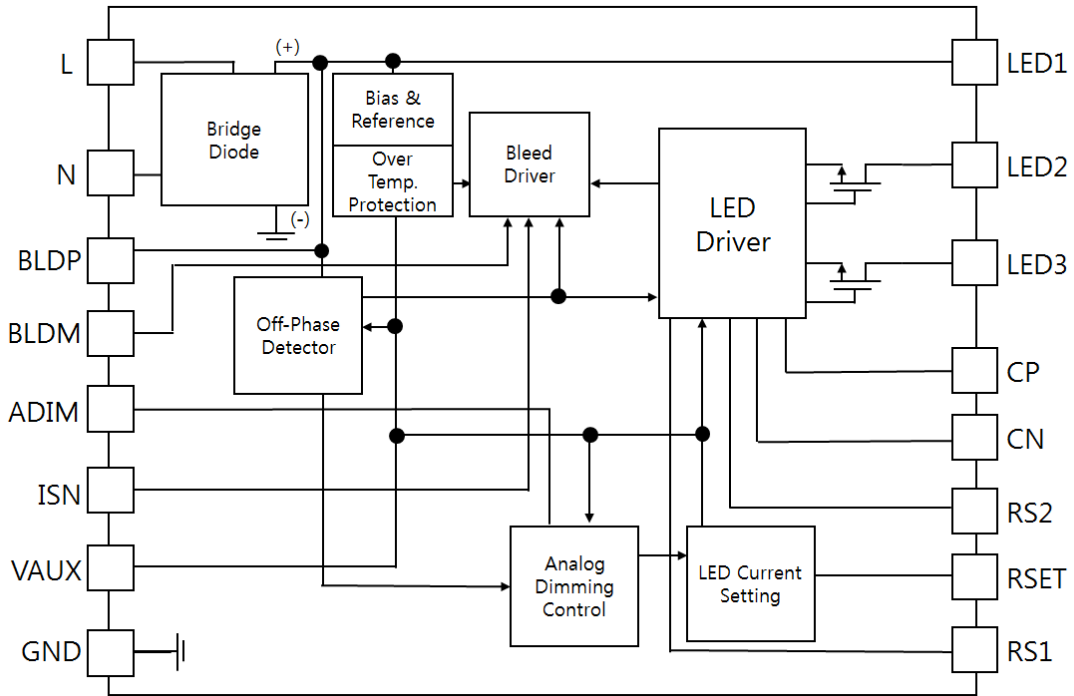 L
(+)
LED1
Bias &
Reference
Bridge
Diode
Bleed
Driver
Over
Temp.
Protection
N
LED2
(-)
LED
Driver
BLDP
LED3
BLDM
Off-Phase
Detector
CP
ADIM
CN
ISN
RS2
VAUX
Analog
Dimming
Control
LED Current
Setting
RSET
GND
RS1